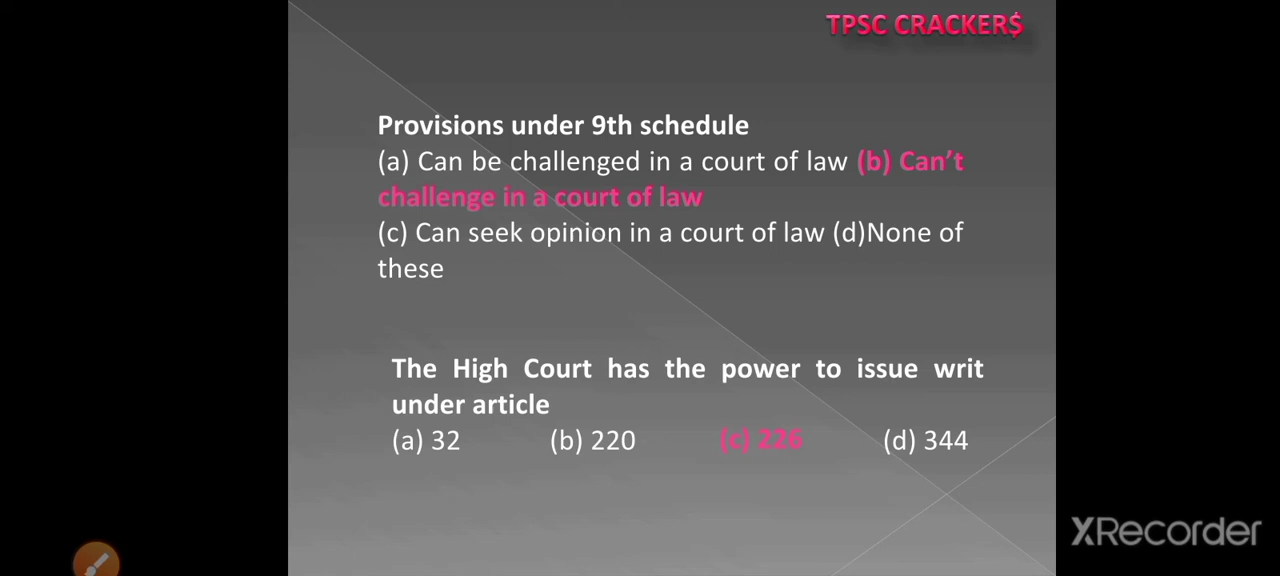 TPSC CRACKER$
Provisions under 9th schedule
(a) Can be challenged in a court of law (b) Can't
challenge in a court of law
(c) Can seek opinion in a court of law (d)None of
these
The High Court has the power to issue writ
under article
(a) 32 (b) 220 (c) 226 (d) 344
XRecorder